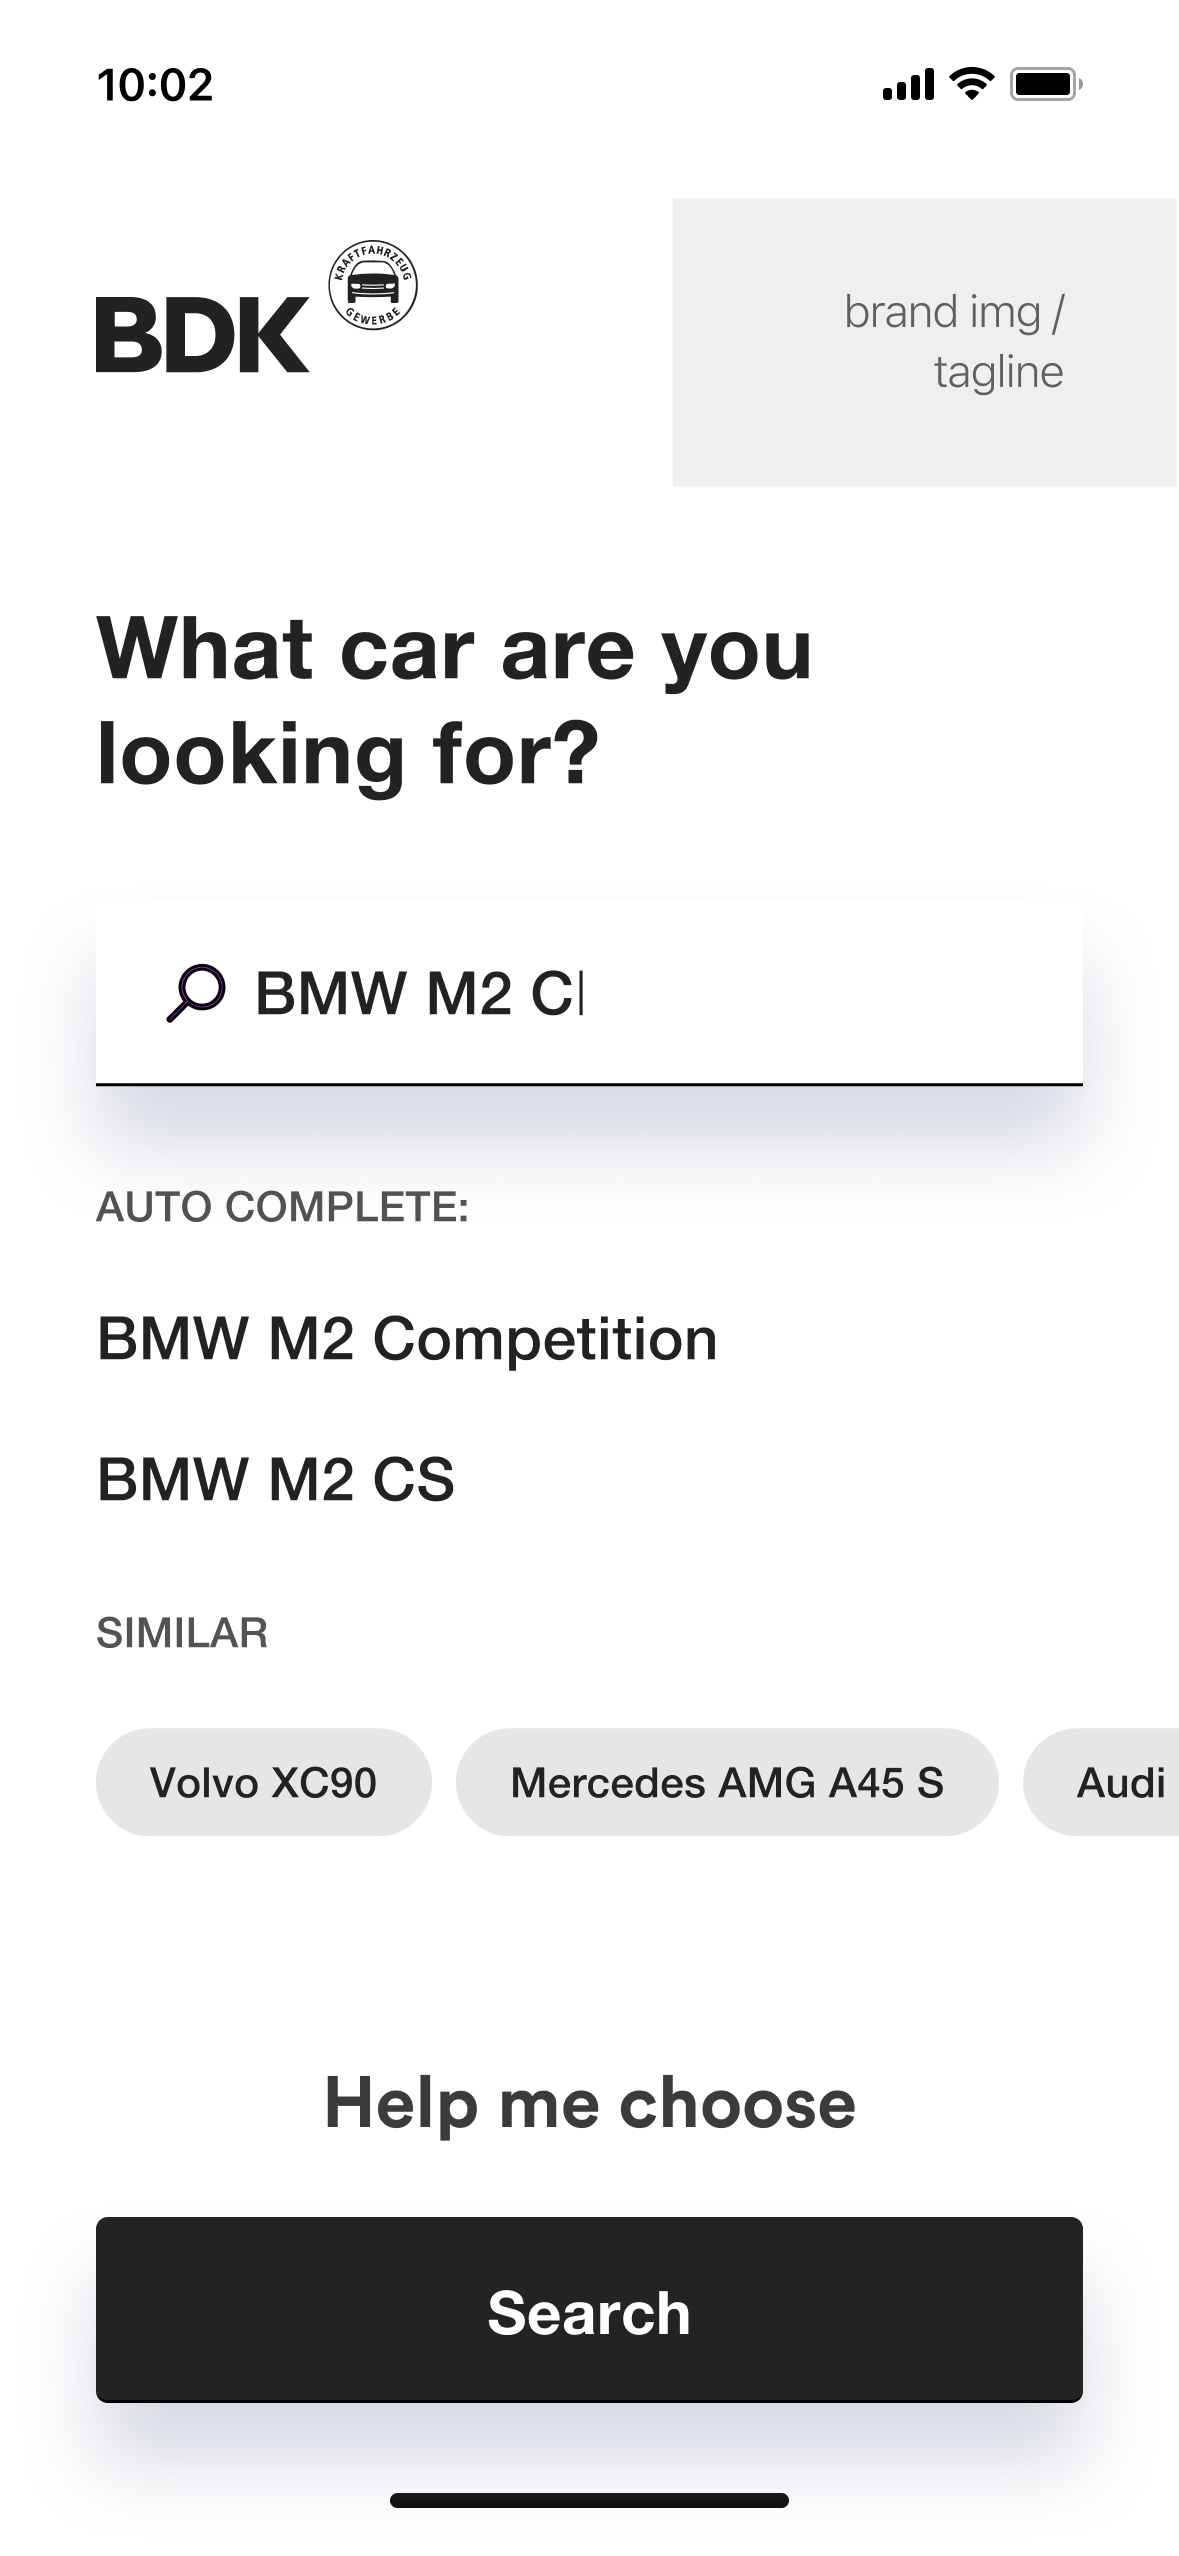 10:02
BDK
KRAFTFAHRZEUG
GEWERBE
brand img /
tagline
What car are you
looking for?
BMW M2 C
AUTO COMPLETE:
BMW M2 Competition
BMW M2 CS
SIMILAR
Volvo XC90 Mercedes AMG A45 S Audi
Help me choose
Search